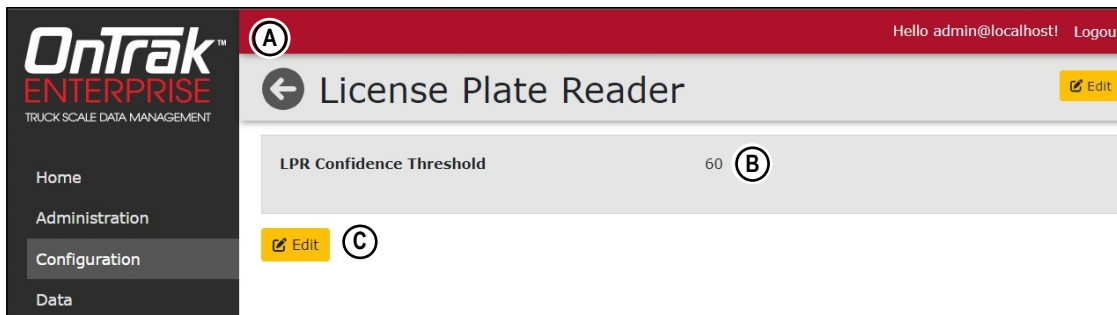 OnTrak™
ENTERPRISE
TRUCK SCALE DATA MANAGEMENT
A
Hello admin@localhost! Logou
License Plate Reader
Edit
LPR Confidence Threshold 60 B
Edit C
Home
Administration
Configuration
Data